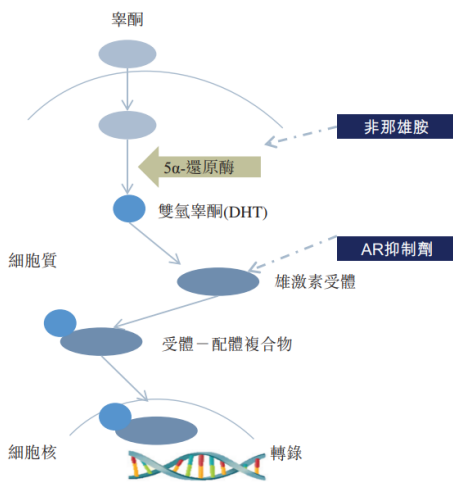 睾酮
非那雄胺
5α-還原酶
雙氫睾酮(DHT)
AR抑制劑
細胞質
雄激素受體
受體－配體複合物
細胞核
轉錄